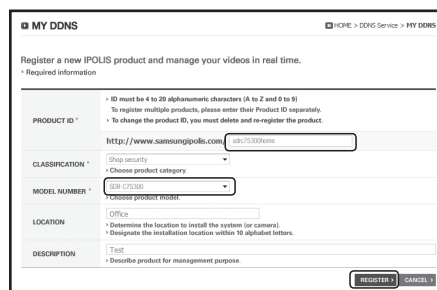 MY DDNS
HOME > DDNS Service > MY DDNS
Register a new IPOLIS product and manage your videos in real time.
* Required information
PRODUCT ID *
› ID must be 4 to 20 alphanumeric characters (A to Z and 0 to 9)
To register multiple products, please enter their Product ID separately.
› To change the product ID, you must delete and re-register the product.
http://www.samsungipolis.com/ sdrc75300home
CLASSIFICATION *
Shop security
› Choose product category.
MODEL NUMBER *
SDR-C75300
› Choose product model.
LOCATION
Office
› Determine the location to install the system (or camera).
› Designate the installation location within 10 alphabet letters.
DESCRIPTION
Test
› Describe product for management purpose.
REGISTER › CANCEL ›